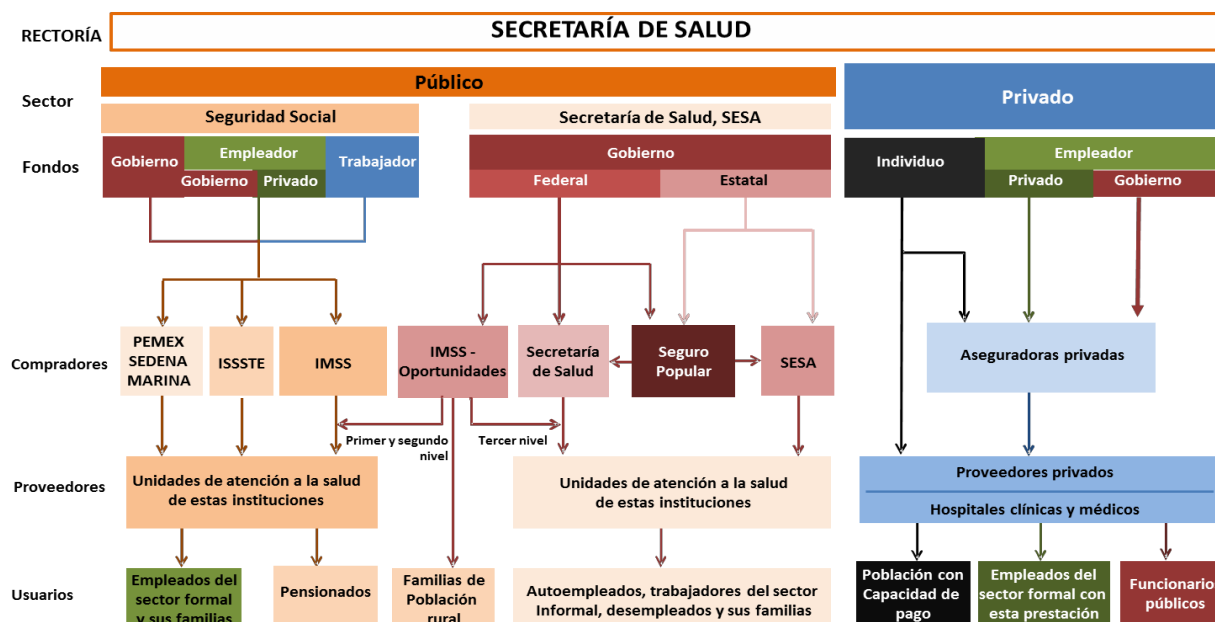 RECTORÍA
SECRETARÍA DE SALUD
Sector
Público
Privado
Seguridad Social
Secretaría de Salud, SESA
Fondos
Gobierno
Empleador
Trabajador
Gobierno
Privado
Gobierno
Federal
Estatal
Individuo
Empleador
Privado
Gobierno
Compradores
PEMEX
SEDENA
MARINA
ISSSTE
IMSS
IMSS -
Oportunidades
Secretaría
de Salud
Seguro
Popular
SESA
Aseguradoras privadas
Primer y segundo
nivel
Tercer nivel
Proveedores
Unidades de atención a la salud
de estas instituciones
Unidades de atención a la salud
de estas instituciones
Proveedores privados
Hospitales clínicas y médicos
Usuarios
Empleados del
sector formal
y sus familias
Pensionados
Familias de
Población
rural
Autoempleados, trabajadores del sector
Informal, desempleados y sus familias
Población con
Capacidad de
pago
Empleados del
sector formal con
esta prestación
Funcionario
públicos